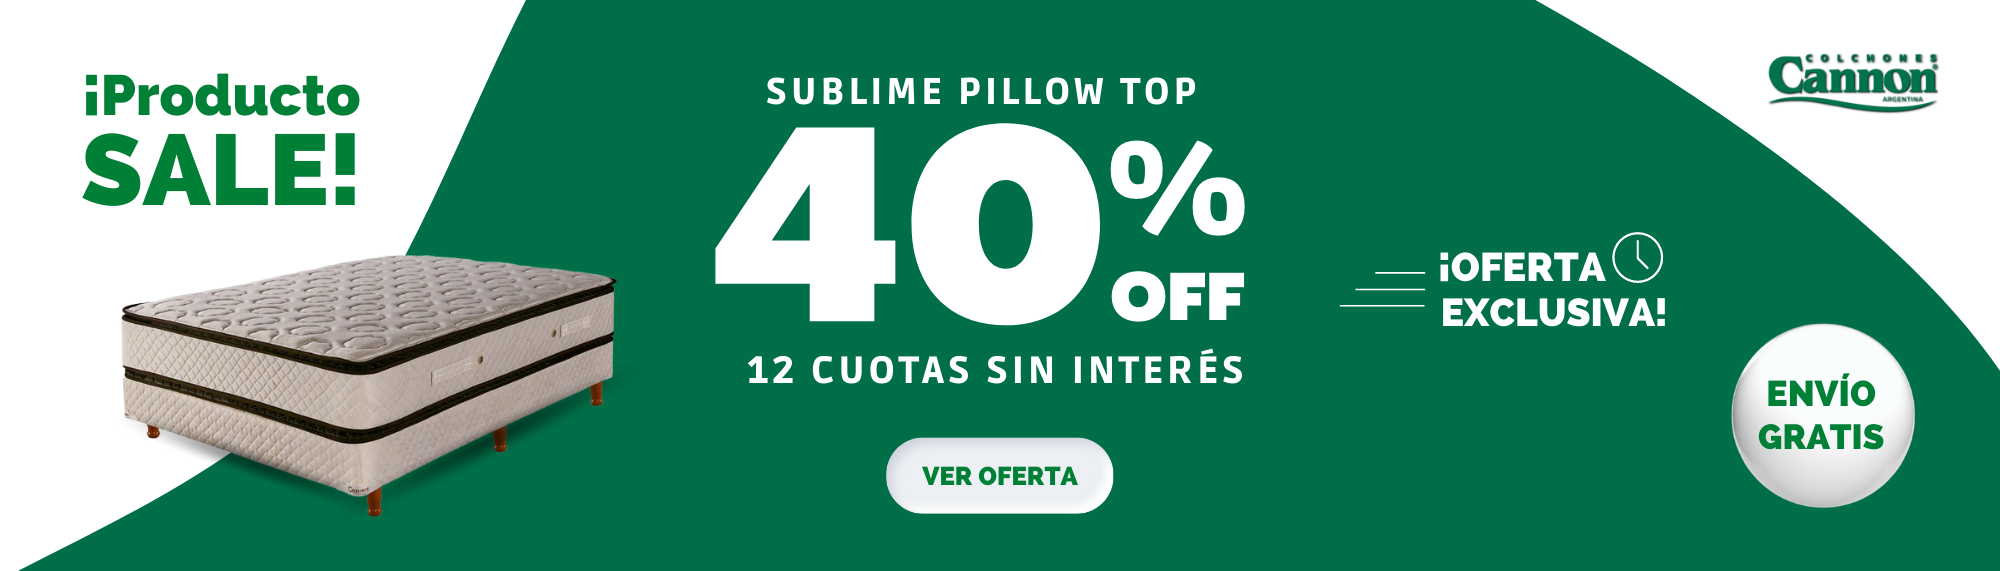 ¡Producto
SALE!
SUBLIME PILLOW TOP
40%
OFF
12 CUOTAS SIN INTERÉS
VER OFERTA
¡OFERTA
EXCLUSIVA!
COLCHONES
Cannon®
ARGENTINA
ENVÍO
GRATIS